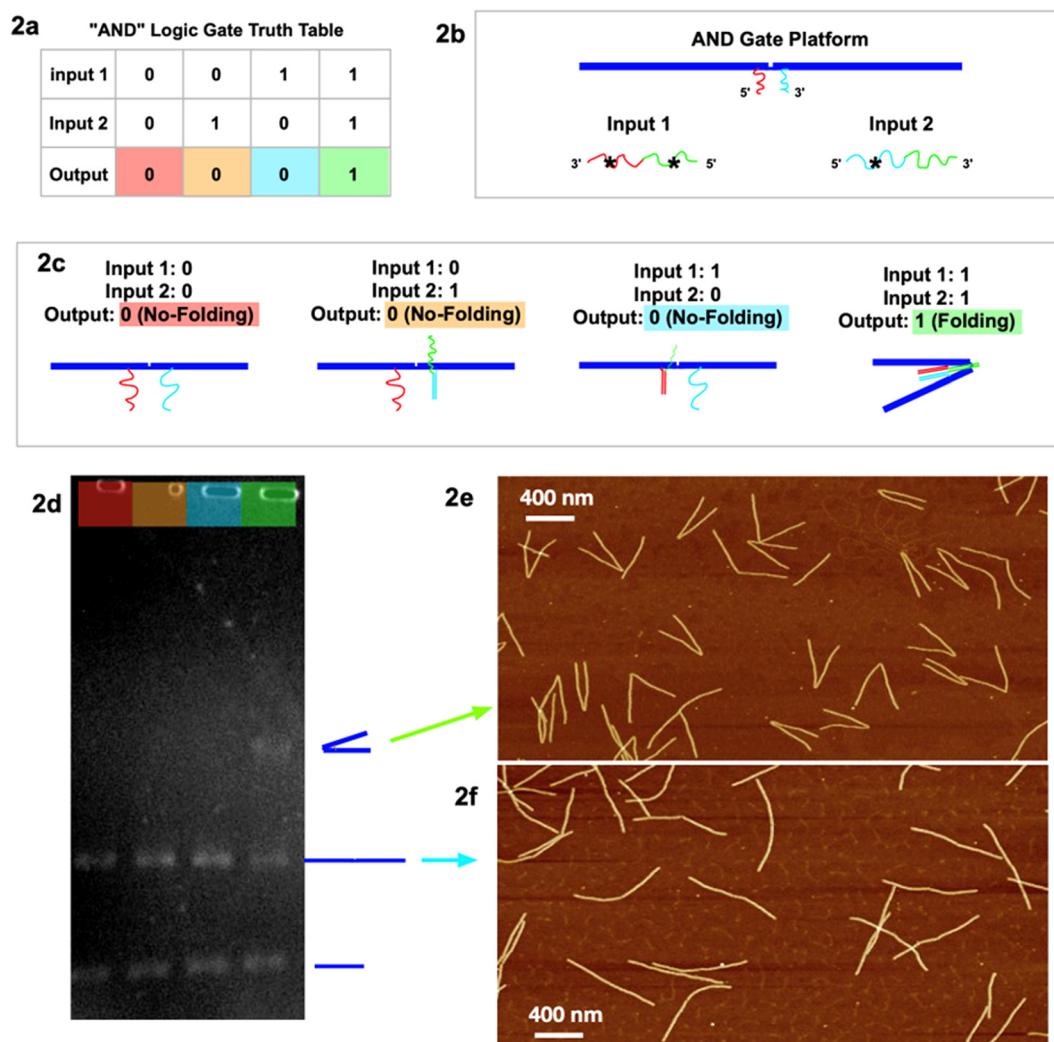 2a
"AND" Logic Gate Truth Table
input 1 0 0 1 1
Input 2 0 1 0 1
Output 0 0 0 1
2b
AND Gate Platform
5' 3'
Input 1 Input 2
3' * * 5' 5' * 3'
2c
Input 1: 0
Input 2: 0
Output: 0 (No-Folding)
Input 1: 0
Input 2: 1
Output: 0 (No-Folding)
Input 1: 1
Input 2: 0
Output: 0 (No-Folding)
Input 1: 1
Input 2: 1
Output: 1 (Folding)
2d
2e
400 nm
2f
400 nm